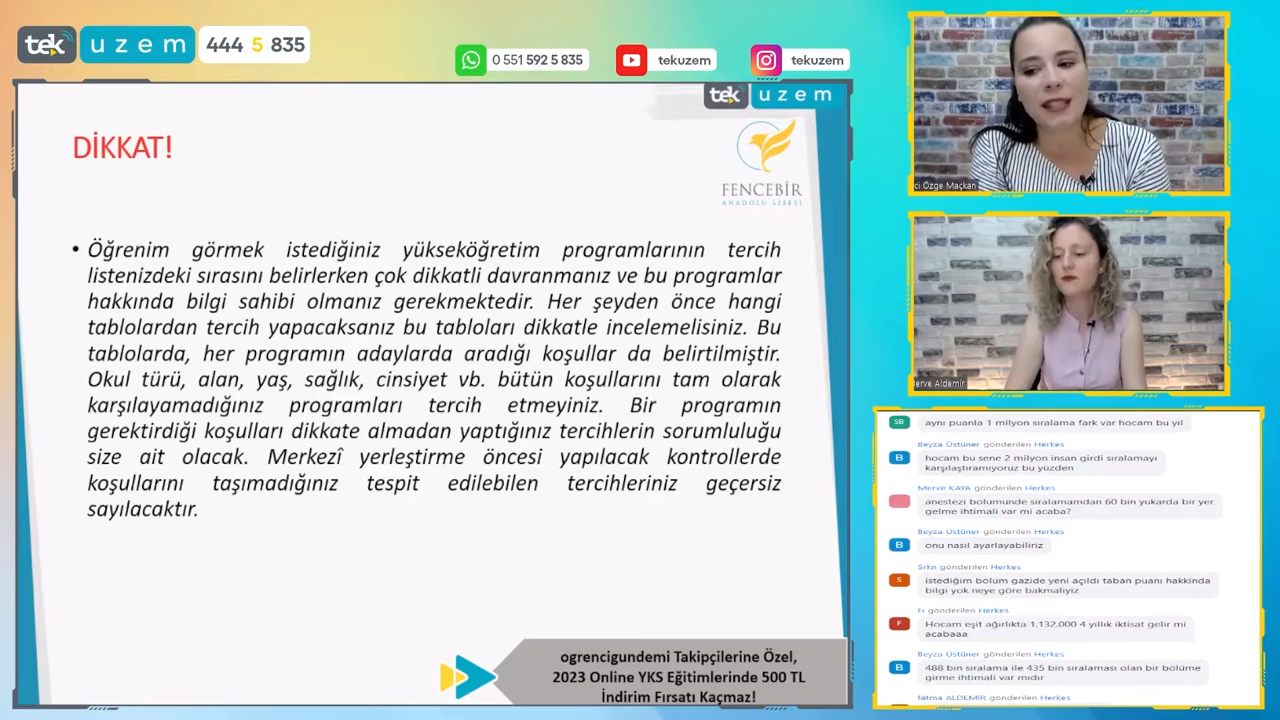 tek uzem 444 5 835
0 551 592 5 835
tekuzem
tekuzem
tek uzem
DİKKAT!
FENCEBİR
ANADOLU LİSESİ
• Öğrenim görmek istediğiniz yükseköğretim programlarının tercih
listenizdeki sırasını belirlerken çok dikkatli davranmanız ve bu programlar
hakkında bilgi sahibi olmanız gerekmektedir. Her şeyden önce hangi
tablolardan tercih yapacaksanız bu tabloları dikkatle incelemelisiniz. Bu
tablolarda, her programın adaylarda aradığı koşullar da belirtilmiştir.
Okul türü, alan, yaş, sağlık, cinsiyet vb. bütün koşullarını tam olarak
karşılayamadığınız programları tercih etmeyiniz. Bir programın
gerektirdiği koşulları dikkate almadan yaptığınız tercihlerin sorumluluğu
size ait olacak. Merkezî yerleştirme öncesi yapılacak kontrollerde
koşullarını taşımadığınız tespit edilebilen tercihleriniz geçersiz
sayılacaktır.
ogrencigundemi Takipçilerine Özel,
2023 Online YKS Eğitimlerinde 500 TL
İndirim Fırsatı Kaçmaz!
ci Özge Maçkan
Merve Aldemir
SB
aynı puanla 1 milyon sıralama fark var hocam bu yıl
Beyza Üstüner gönderilen Herkes
B
hocam bu sene 2 milyon insan girdi sıralamayı
karşılaştıramıyoruz bu yüzden
Merve KAYA gönderilen Herkes
anestezi bolumunde siralamamdan 60 bin yukarda bir yer
gelme ihtimali var mi acaba?
Beyza Üstüner gönderilen Herkes
B
onu nasıl ayarlayabiliriz
Srkn gönderilen Herkes
S
istediğim bölüm gazide yeni açıldı taban puanı hakkinda
bilgi yok neye göre bakmaliyiz
Fı gönderilen Herkes
F
Hocam eşit ağırlıkta 1.132.000 4 yıllık iktisat gelir mi
acabaaa
Beyza Üstüner gönderilen Herkes
B
488 bin sıralama ile 435 bin sıralaması olan bir bölüme
girme ihtimali var mıdır
fatma ALDEMİR gönderilen Herkes